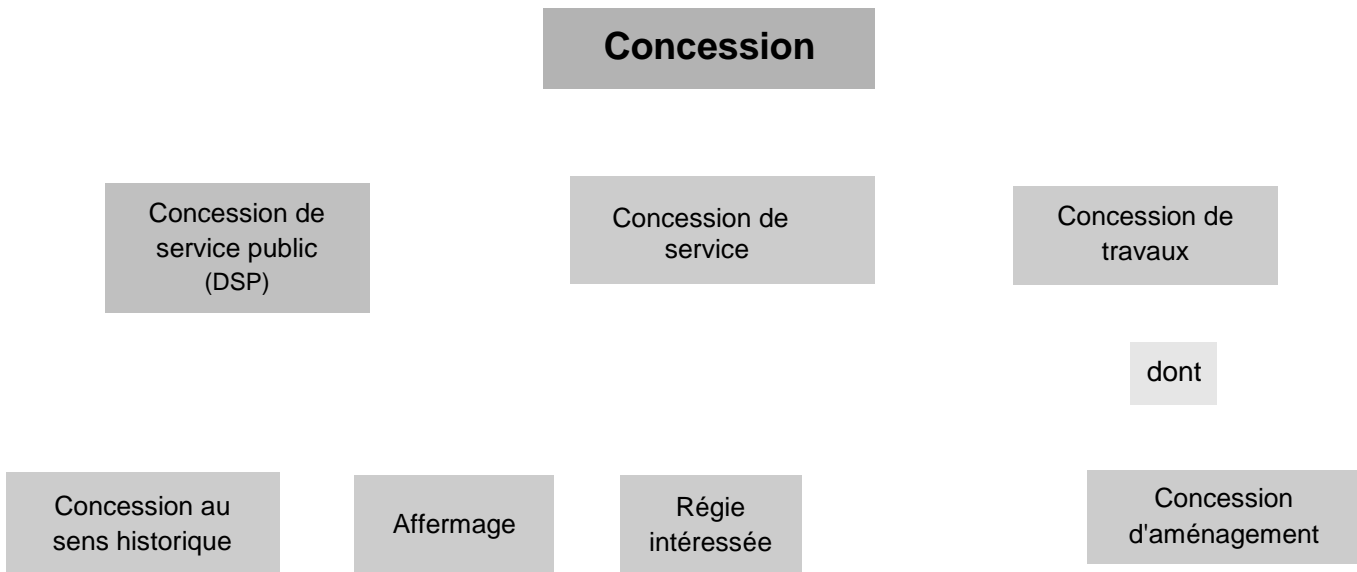 Concession
Concession de
service public
(DSP)
Concession de
service
Concession de
travaux
dont
Concession au
sens historique
Affermage
Régie
intéressée
Concession
d'aménagement